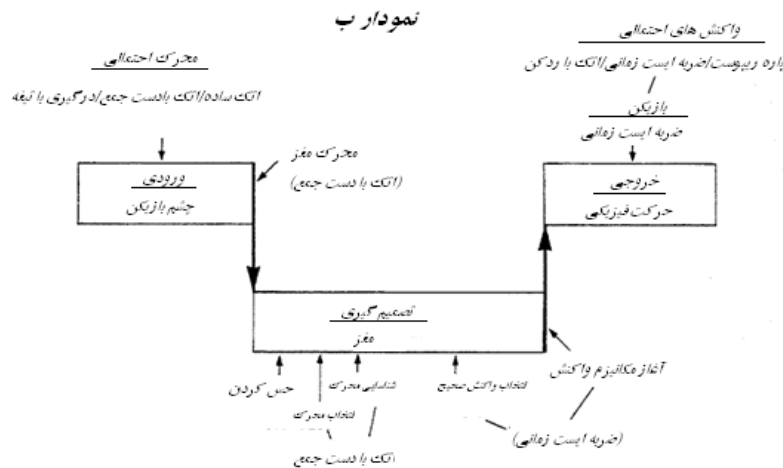 نمودار ب
واکنش های احتمالی
پاره ریپوست/ضربه ایست زمانی/اتک با ردکن
بازیکن
ضربه ایست زمانی
محرک احتمالی
اتک ساده/اتک بادست جمع/درگیری با تیغه
محرک مغز
(اتک با دست جمع)
ورودی
چشم بازیکن
خروجی
حرکت فیزیکی
تصمیم گیری
مغز
حس کردن
انتخاب محرک
شناسایی محرک
انتخاب واکنش صحیح
آغاز مکانیزم واکنش
اتک با دست جمع
(ضربه ایست زمانی)